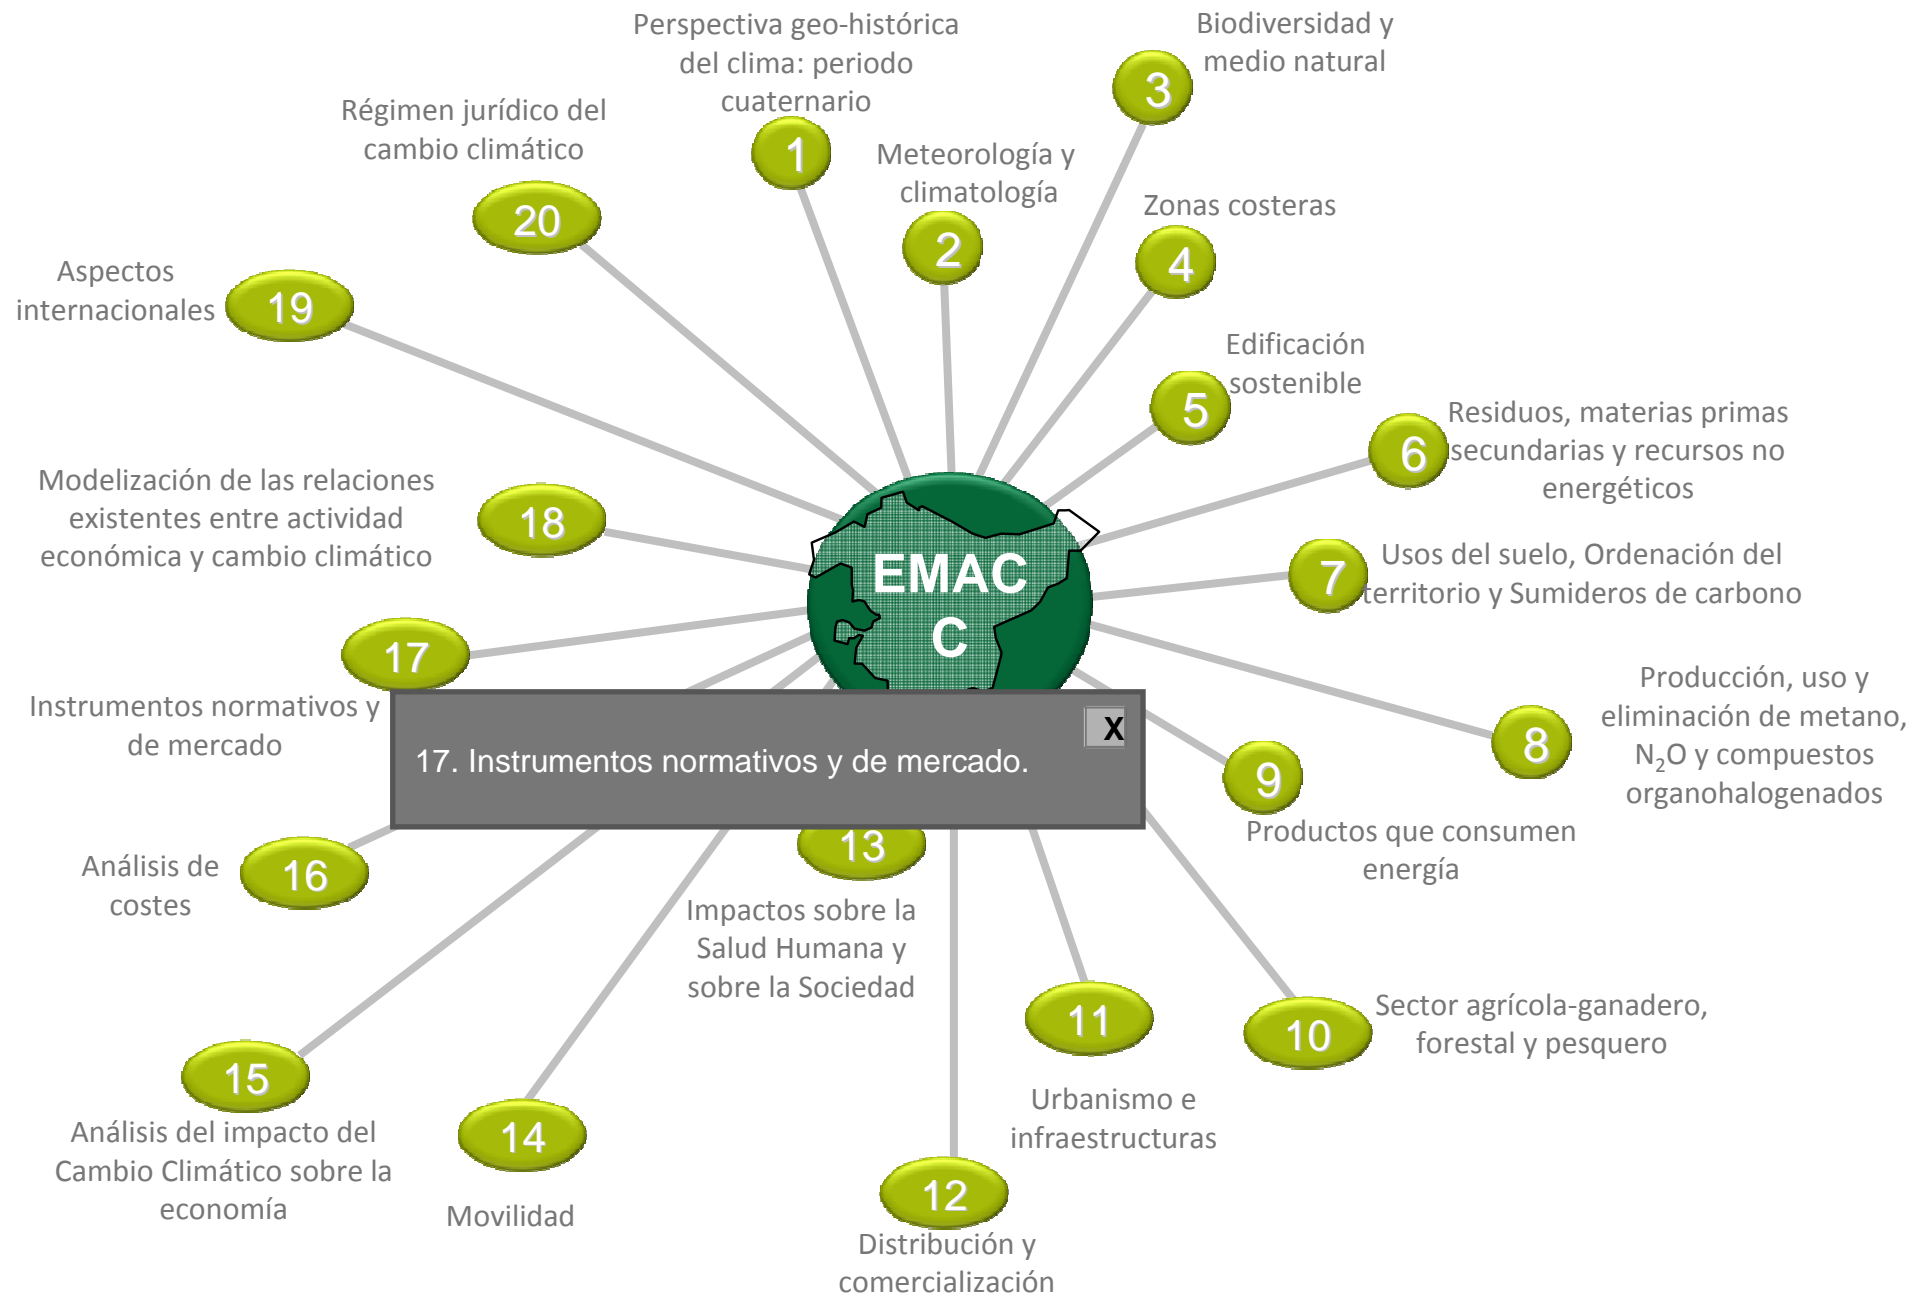 Perspectiva geo-histórica
del clima: periodo
cuaternario
1
Meteorología y
climatología
2
Biodiversidad y
medio natural
3
Zonas costeras
4
Edificación
sostenible
5
Residuos, materias primas
secundarias y recursos no
energéticos
6
Usos del suelo, Ordenación del
territorio y Sumideros de carbono
7
Producción, uso y
eliminación de metano,
N₂O y compuestos
organohalogenados
8
9
Productos que consumen
energía
Sector agrícola-ganadero,
forestal y pesquero
10
11
Urbanismo e
infraestructuras
12
Distribución y
comercialización
13
Impactos sobre la
Salud Humana y
sobre la Sociedad
14
Movilidad
15
Análisis del impacto del
Cambio Climático sobre la
economía
Análisis de
costes
16
17
Instrumentos normativos y
de mercado
Modelización de las relaciones
existentes entre actividad
económica y cambio climático
18
Aspectos
internacionales
19
Régimen jurídico del
cambio climático
20
EMAC
C
X
17. Instrumentos normativos y de mercado.